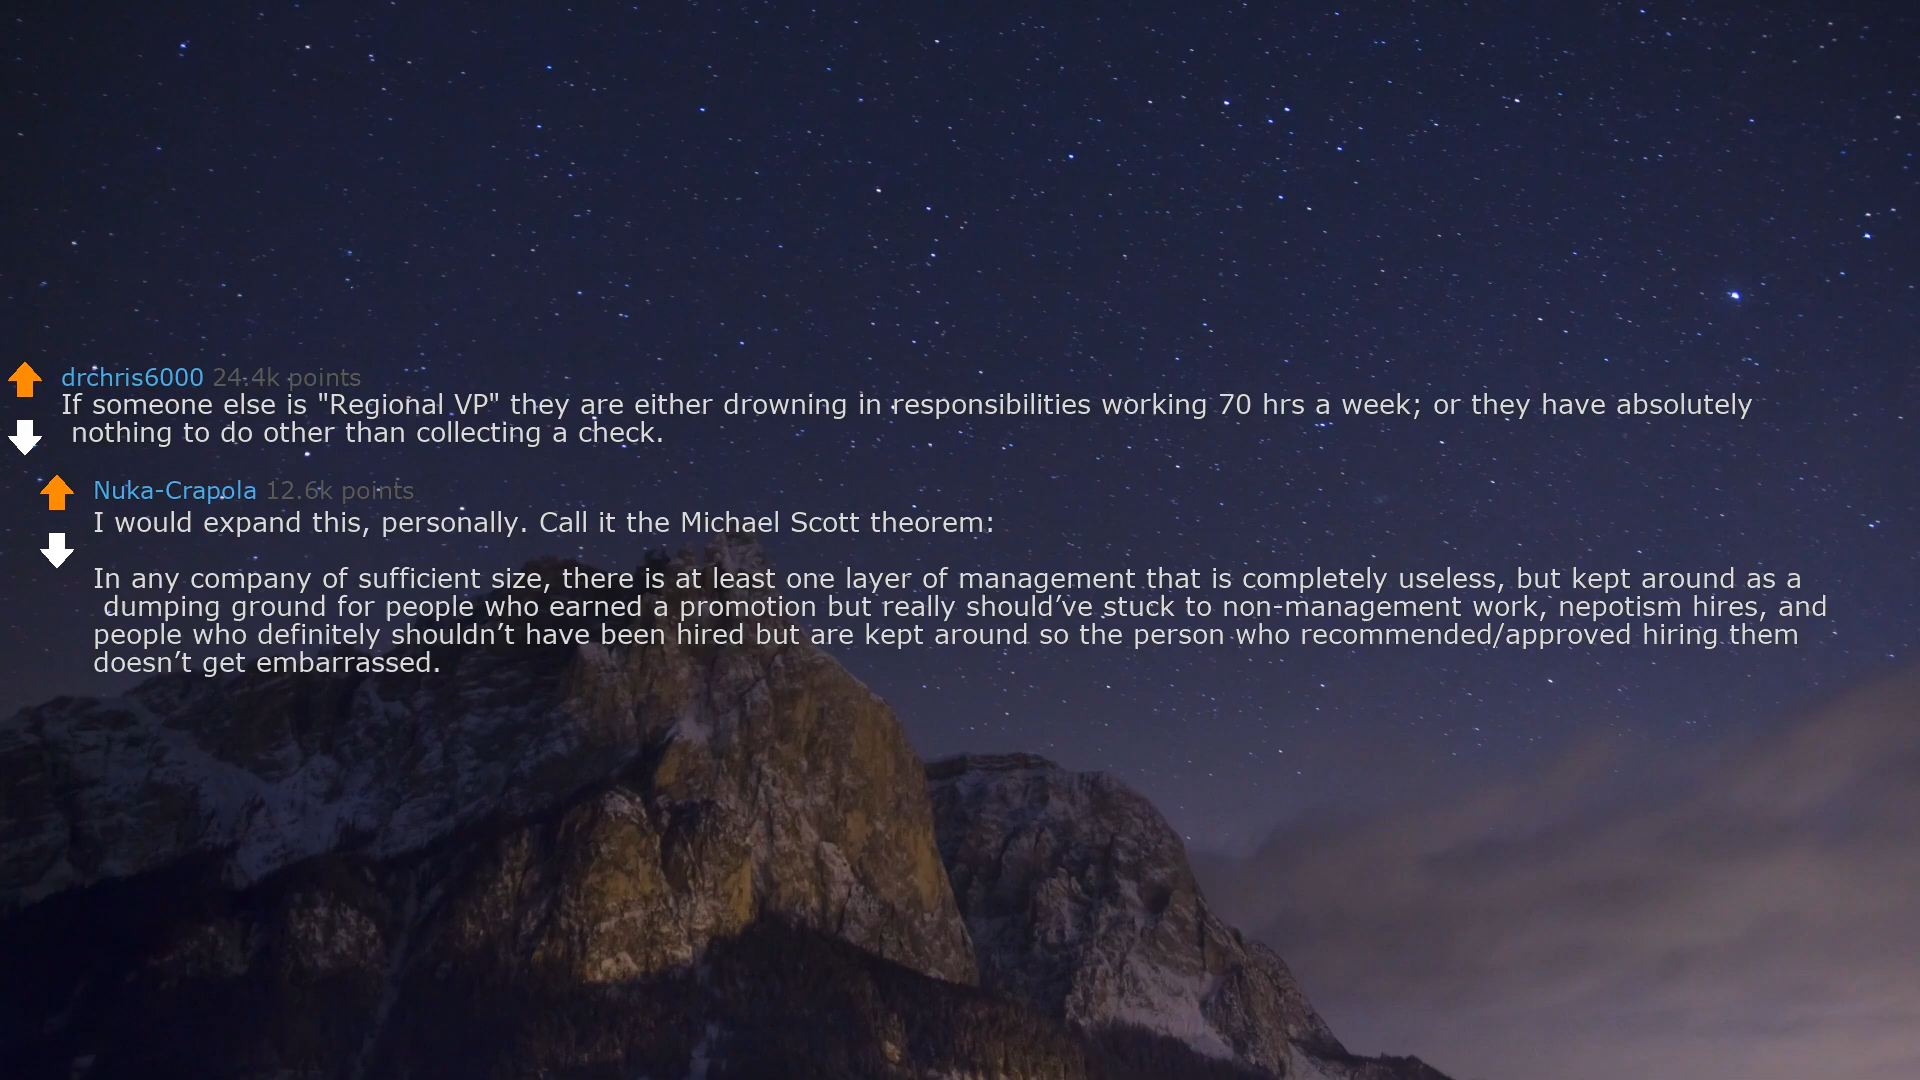 drchris6000 24.4k points
If someone else is "Regional VP" they are either drowning in responsibilities working 70 hrs a week; or they have absolutely
nothing to do other than collecting a check.
Nuka-Crapola 12.6k points
I would expand this, personally. Call it the Michael Scott theorem:
In any company of sufficient size, there is at least one layer of management that is completely useless, but kept around as a
dumping ground for people who earned a promotion but really should’ve stuck to non-management work, nepotism hires, and
people who definitely shouldn’t have been hired but are kept around so the person who recommended/approved hiring them
doesn’t get embarrassed.